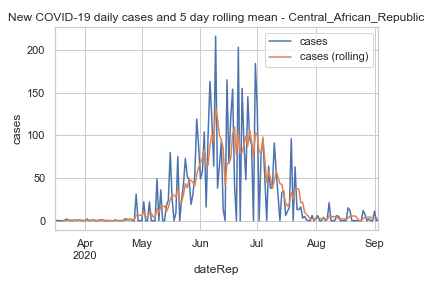 New COVID-19 daily cases and 5 day rolling mean - Central_African_Republic
cases
cases (rolling)
200
150
100
50
0
cases
Apr
2020
May
Jun
Jul
Aug
Sep
dateRep